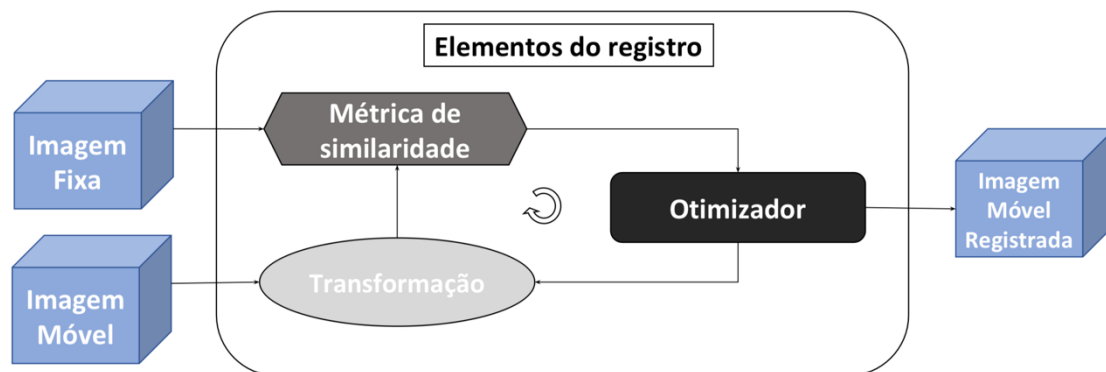 Elementos do registro
Imagem
Fixa
Métrica de
similaridade
Otimizador
Imagem
Móvel
Registrada
Imagem
Móvel
Transformação